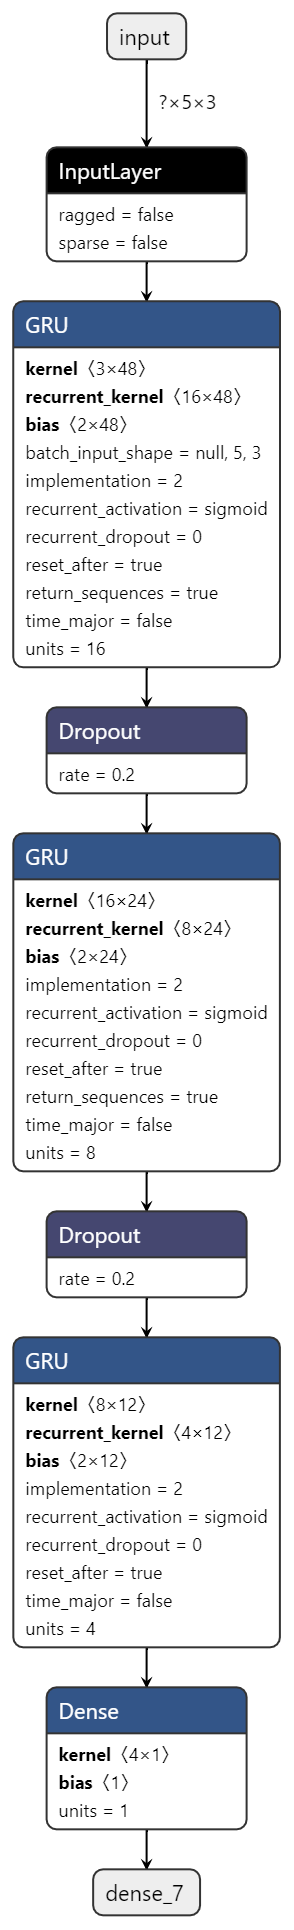 input
?×5×3
InputLayer
ragged = false
sparse = false
GRU
kernel 〈3×48〉
recurrent_kernel 〈16×48〉
bias 〈2×48〉
batch_input_shape = null, 5, 3
implementation = 2
recurrent_activation = sigmoid
recurrent_dropout = 0
reset_after = true
return_sequences = true
time_major = false
units = 16
Dropout
rate = 0.2
GRU
kernel 〈16×24〉
recurrent_kernel 〈8×24〉
bias 〈2×24〉
implementation = 2
recurrent_activation = sigmoid
recurrent_dropout = 0
reset_after = true
return_sequences = true
time_major = false
units = 8
Dropout
rate = 0.2
GRU
kernel 〈8×12〉
recurrent_kernel 〈4×12〉
bias 〈2×12〉
implementation = 2
recurrent_activation = sigmoid
recurrent_dropout = 0
reset_after = true
time_major = false
units = 4
Dense
kernel 〈4×1〉
bias 〈1〉
units = 1
dense_7